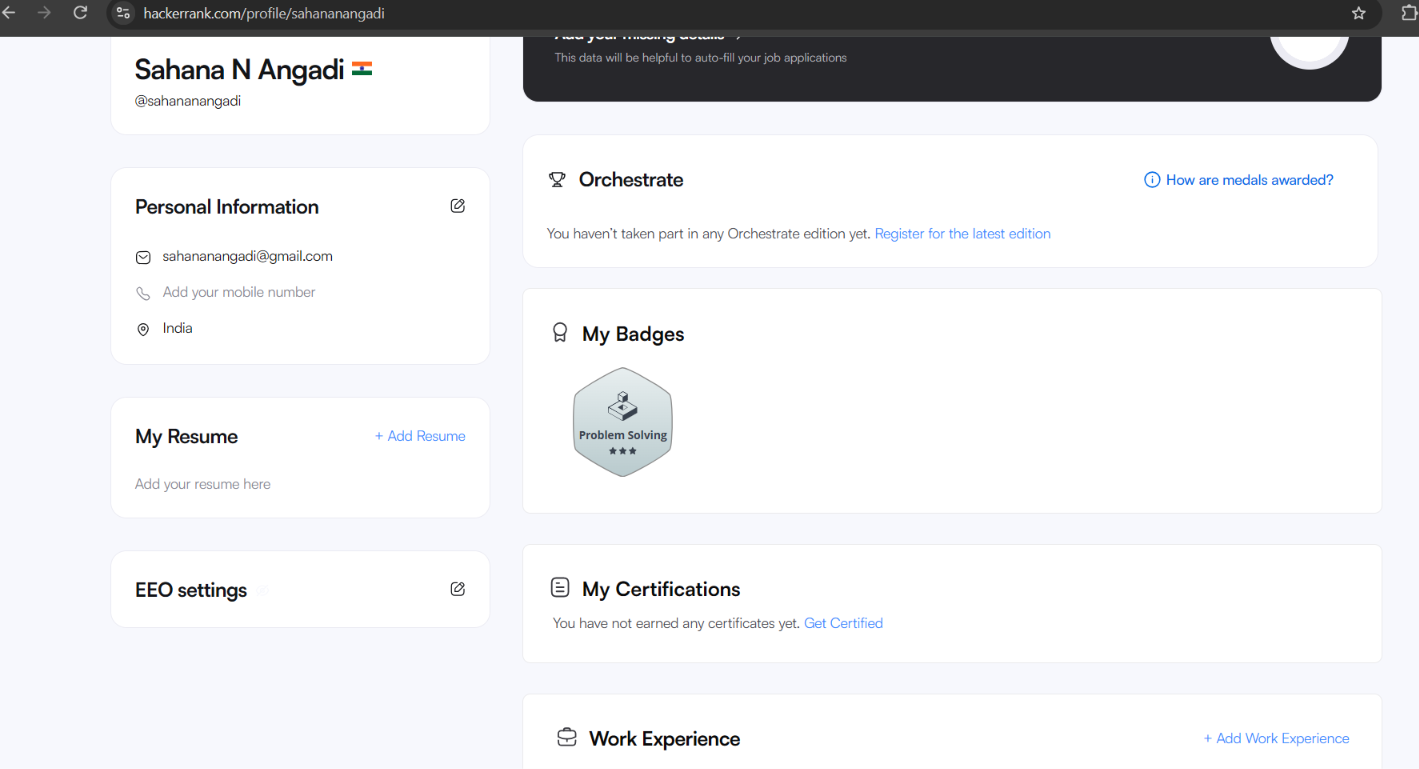 hackerrank.com/profile/sahananangadi
Sahana N Angadi
@sahananangadi
Personal Information
sahananangadi@gmail.com
Add your mobile number
India
My Resume
+ Add Resume
Add your resume here
EEO settings
Add your missing details
This data will be helpful to auto-fill your job applications
Orchestrate
How are medals awarded?
You haven't taken part in any Orchestrate edition yet. Register for the latest edition
My Badges
Problem Solving
My Certifications
You have not earned any certificates yet. Get Certified
Work Experience
+ Add Work Experience